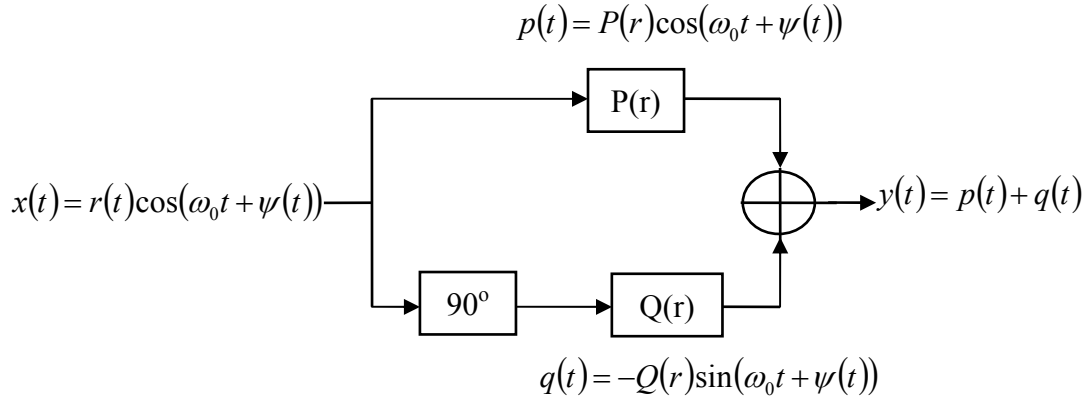 p(t) = P(r)cos(ω₀t + ψ(t))
P(r)
x(t) = r(t)cos(ω₀t + ψ(t))
y(t) = p(t) + q(t)
90°
Q(r)
q(t) = −Q(r)sin(ω₀t + ψ(t))